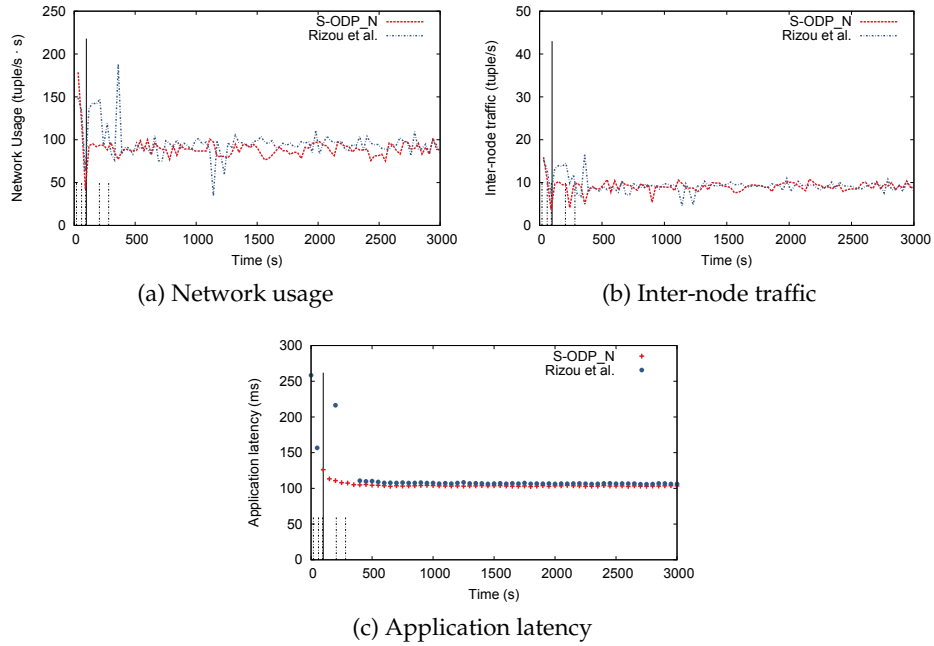 S-ODP_N
Rizou et al.
Network Usage (tuple/s · s)
250
200
150
100
50
0
0 500 1000 1500 2000 2500 3000
Time (s)
(a) Network usage
S-ODP_N
Rizou et al.
Inter-node traffic (tuple/s)
50
40
30
20
10
0
0 500 1000 1500 2000 2500 3000
Time (s)
(b) Inter-node traffic
S-ODP_N
Rizou et al.
Application latency (ms)
300
250
200
150
100
50
0
0 500 1000 1500 2000 2500 3000
Time (s)
(c) Application latency